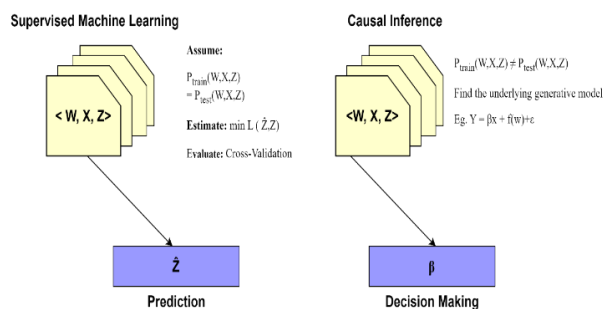 Supervised Machine Learning
< W, X, Z>
Assume:
P_train(W,X,Z)
= P_test(W,X,Z)
Estimate: min L ( Ẑ,Z)
Evaluate: Cross-Validation
Ẑ
Prediction
Causal Inference
<W, X, Z>
P_train(W,X,Z) ≠ P_test(W,X,Z)
Find the underlying generative model
Eg. Y = βx + f(w)+ε
β
Decision Making